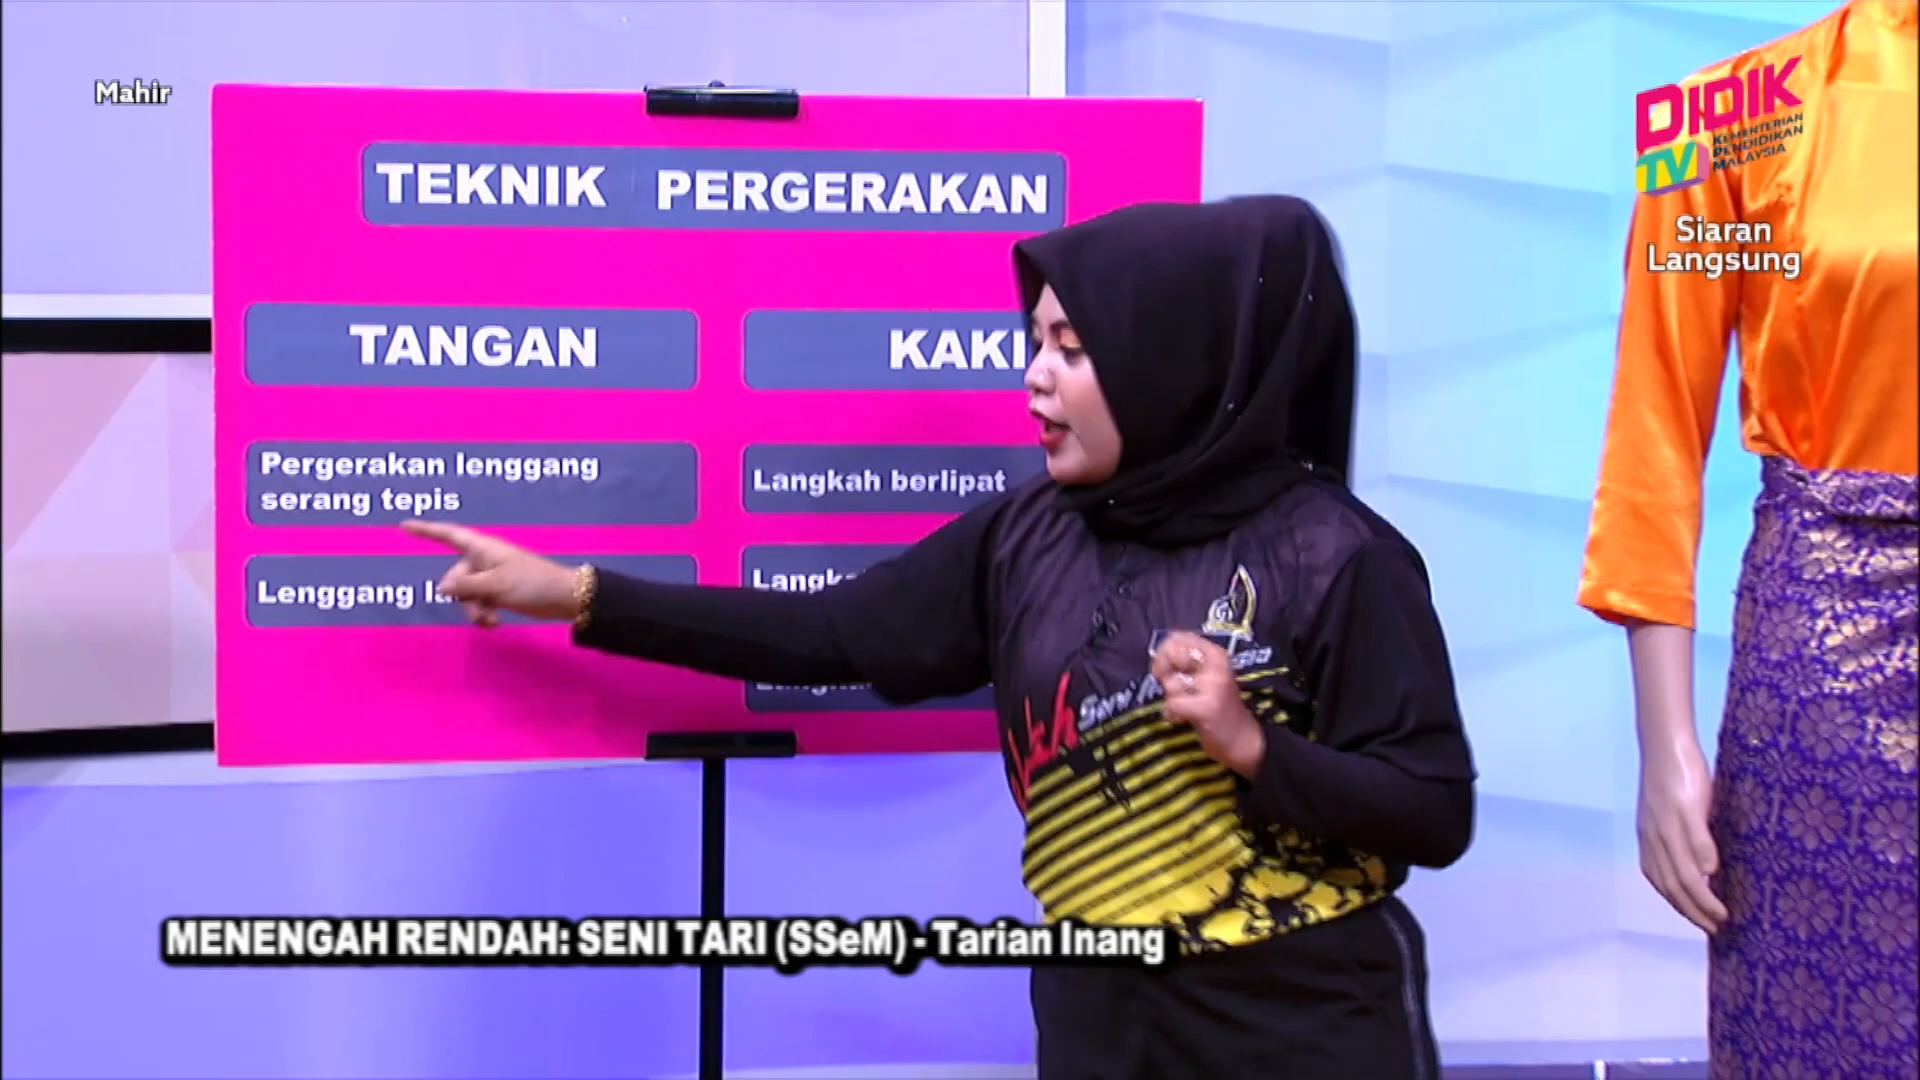 Mahir
DIDIK
TV
KEMENTERIAN
PENDIDIKAN
MALAYSIA
Siaran
Langsung
TEKNIK PERGERAKAN
TANGAN
KAKI
Pergerakan lenggang
serang tepis
Langkah berlipat
Lenggang
MENENGAH RENDAH: SENI TARI (SSeM) - Tarian Inang